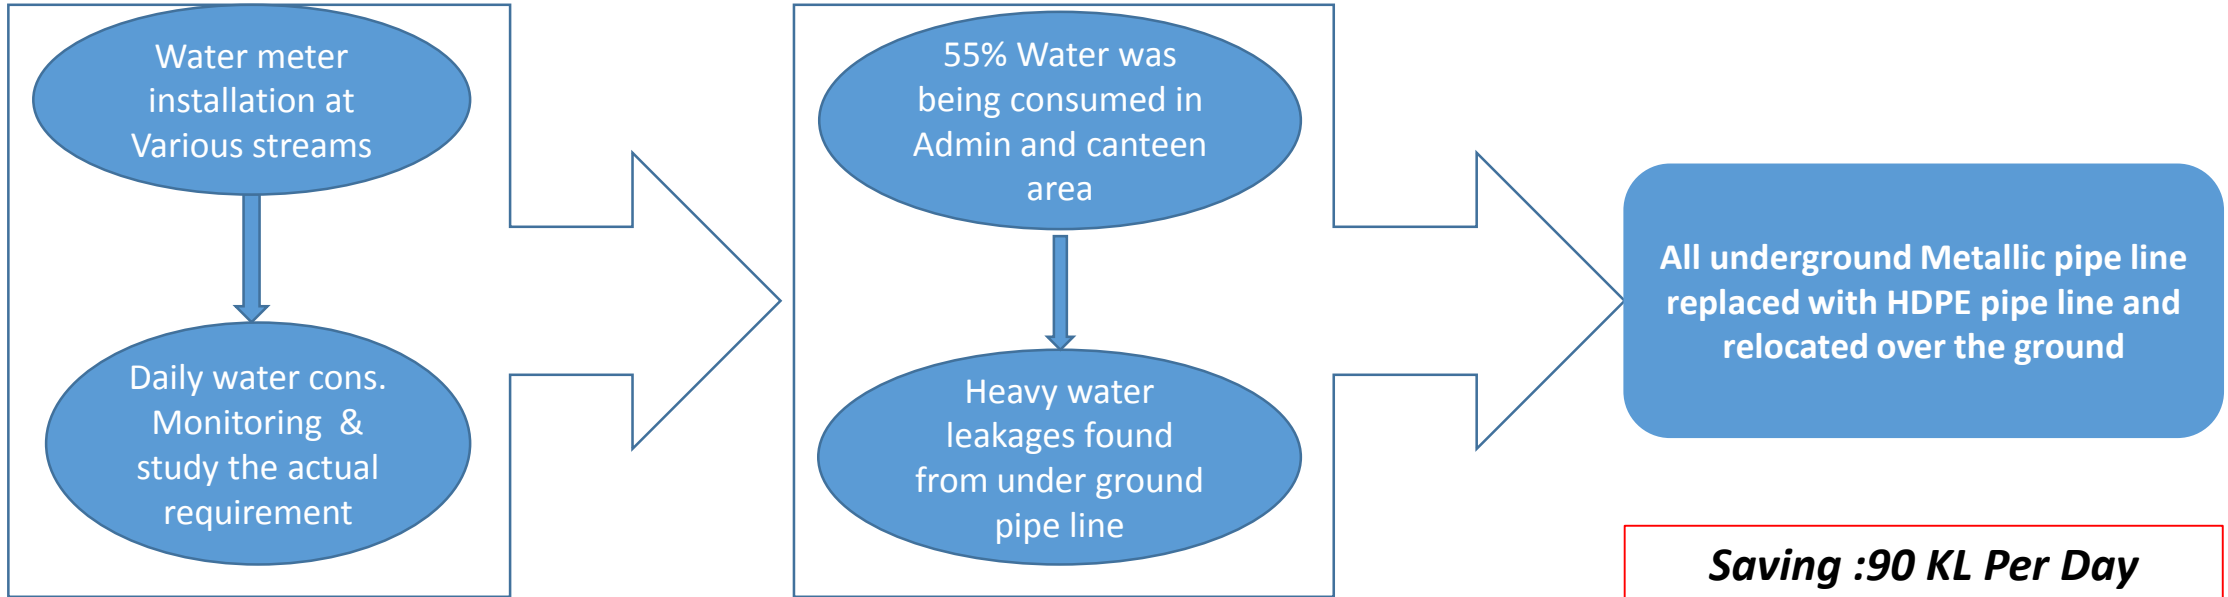 Water meter
installation at
Various streams
Daily water cons.
Monitoring &
study the actual
requirement
55% Water was
being consumed in
Admin and canteen
area
Heavy water
leakages found
from under ground
pipe line
All underground Metallic pipe line
replaced with HDPE pipe line and
relocated over the ground
Saving :90 KL Per Day